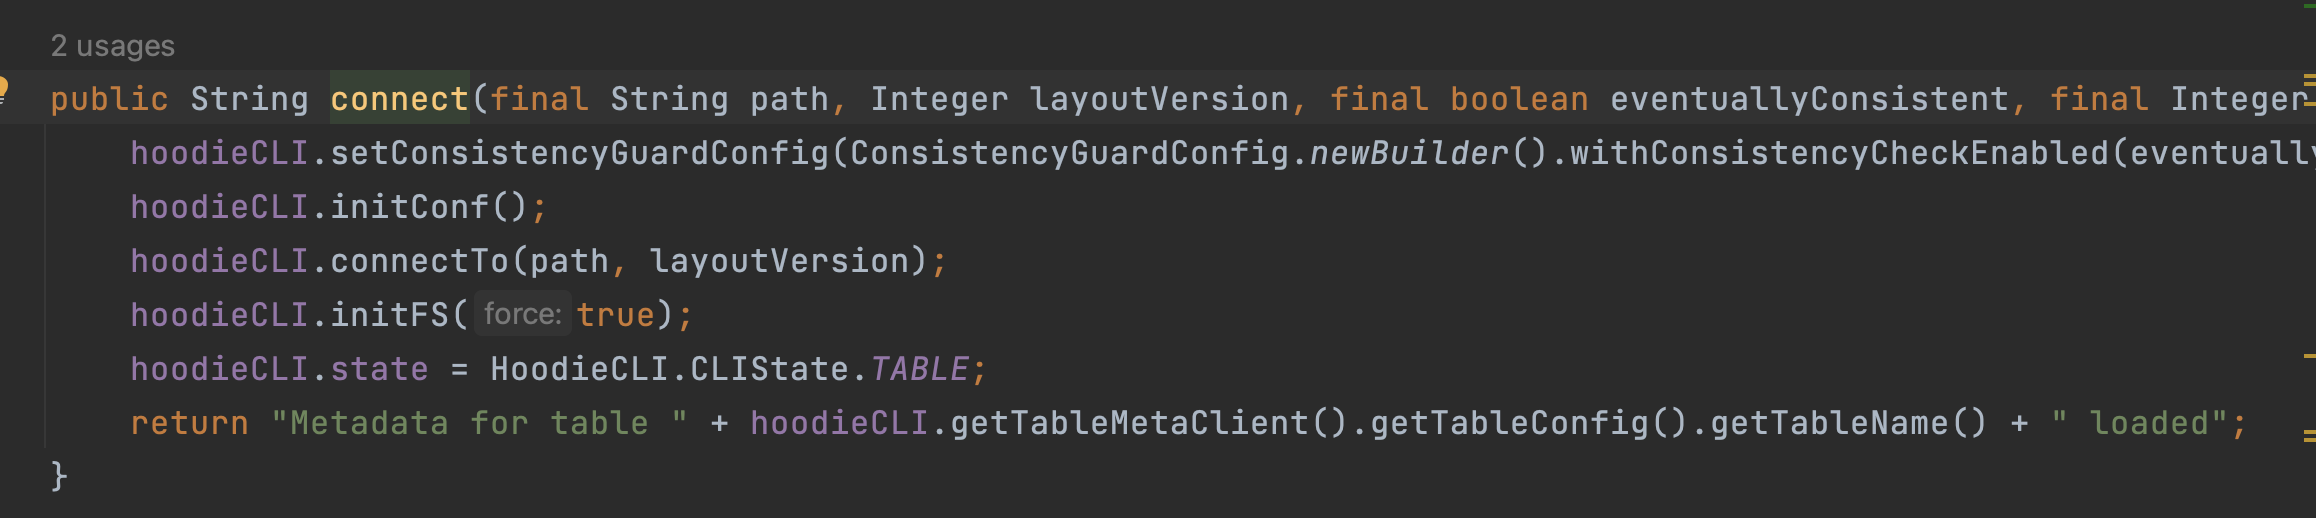 2 usages
public String connect(final String path, Integer layoutVersion, final boolean eventuallyConsistent, final Integer
hoodieCLI.setConsistencyGuardConfig(ConsistencyGuardConfig.newBuilder().withConsistencyCheckEnabled(eventually
hoodieCLI.initConf();
hoodieCLI.connectTo(path, layoutVersion);
hoodieCLI.initFS( force: true);
hoodieCLI.state = HoodieCLI.CLIState.TABLE;
return "Metadata for table " + hoodieCLI.getTableMetaClient().getTableConfig().getTableName() + " loaded";
}